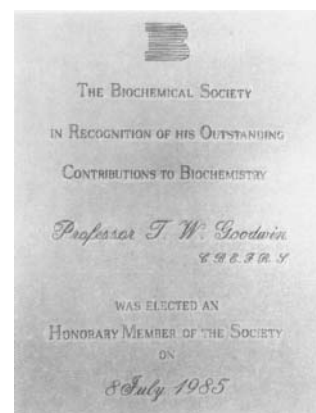 THE BIOCHEMICAL SOCIETY
IN RECOGNITION OF HIS OUTSTANDING
CONTRIBUTIONS TO BIOCHEMISTRY
Professor T. W. Goodwin
C.B.E. F.R.S.
WAS ELECTED AN
HONORARY MEMBER OF THE SOCIETY
ON
8 July 1985